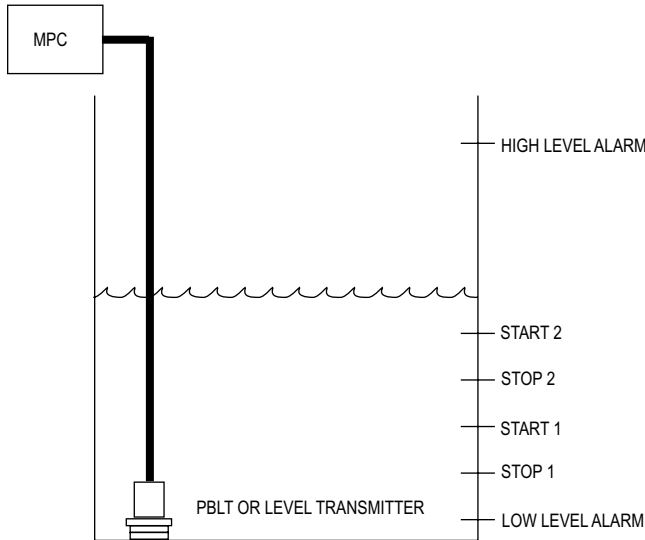 MPC
HIGH LEVEL ALARM
START 2
STOP 2
START 1
STOP 1
PBLT OR LEVEL TRANSMITTER
LOW LEVEL ALARM